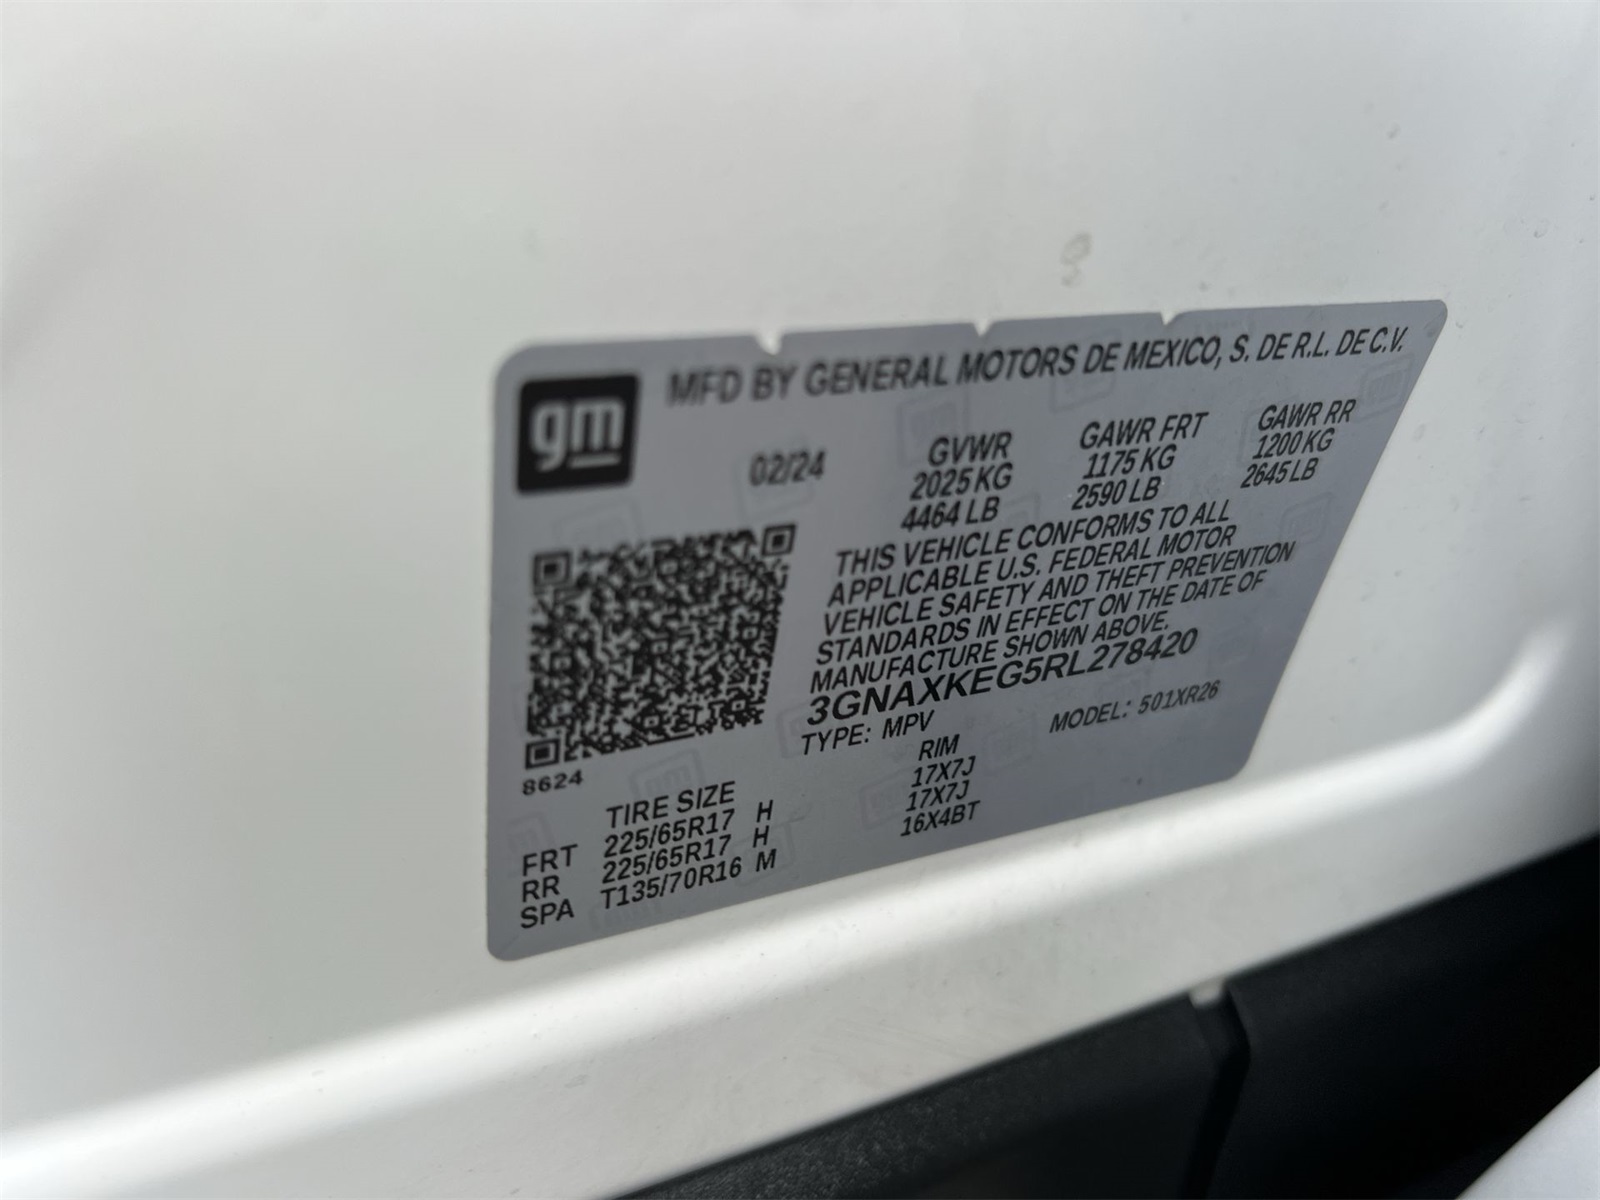 gm
MFD BY GENERAL MOTORS DE MEXICO, S. DE R.L. DE C.V.
02/24 GVWR GAWR FRT GAWR RR
2025 KG 1175 KG 1200 KG
4464 LB 2590 LB 2645 LB
THIS VEHICLE CONFORMS TO ALL
APPLICABLE U.S. FEDERAL MOTOR
VEHICLE SAFETY AND THEFT PREVENTION
STANDARDS IN EFFECT ON THE DATE OF
MANUFACTURE SHOWN ABOVE.
3GNAXKEG5RL278420
TYPE: MPV MODEL: 501XR26
8624
TIRE SIZE RIM
FRT 225/65R17 H 17X7J
RR 225/65R17 H 17X7J
SPA T135/70R16 M 16X4BT